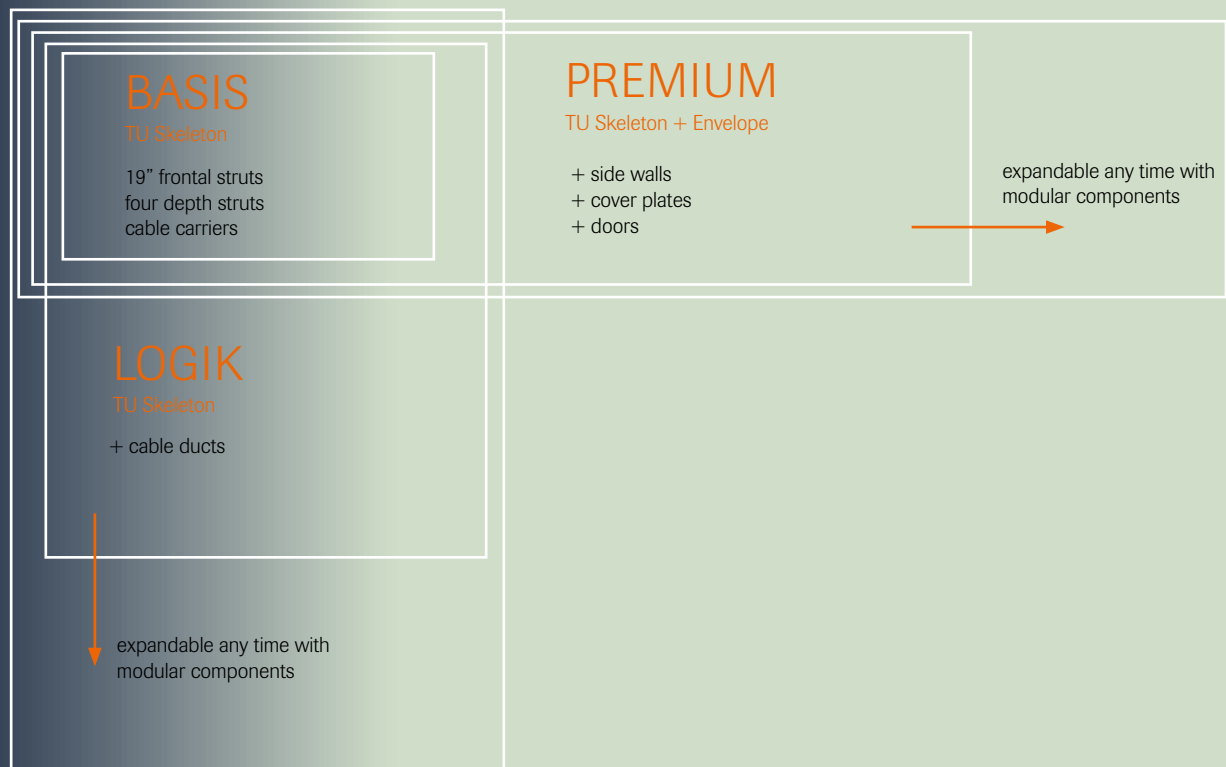 BASIS
TU Skeleton
19” frontal struts
four depth struts
cable carriers
PREMIUM
TU Skeleton + Envelope
+ side walls
+ cover plates
+ doors
expandable any time with
modular components
LOGIK
TU Skeleton
+ cable ducts
expandable any time with
modular components